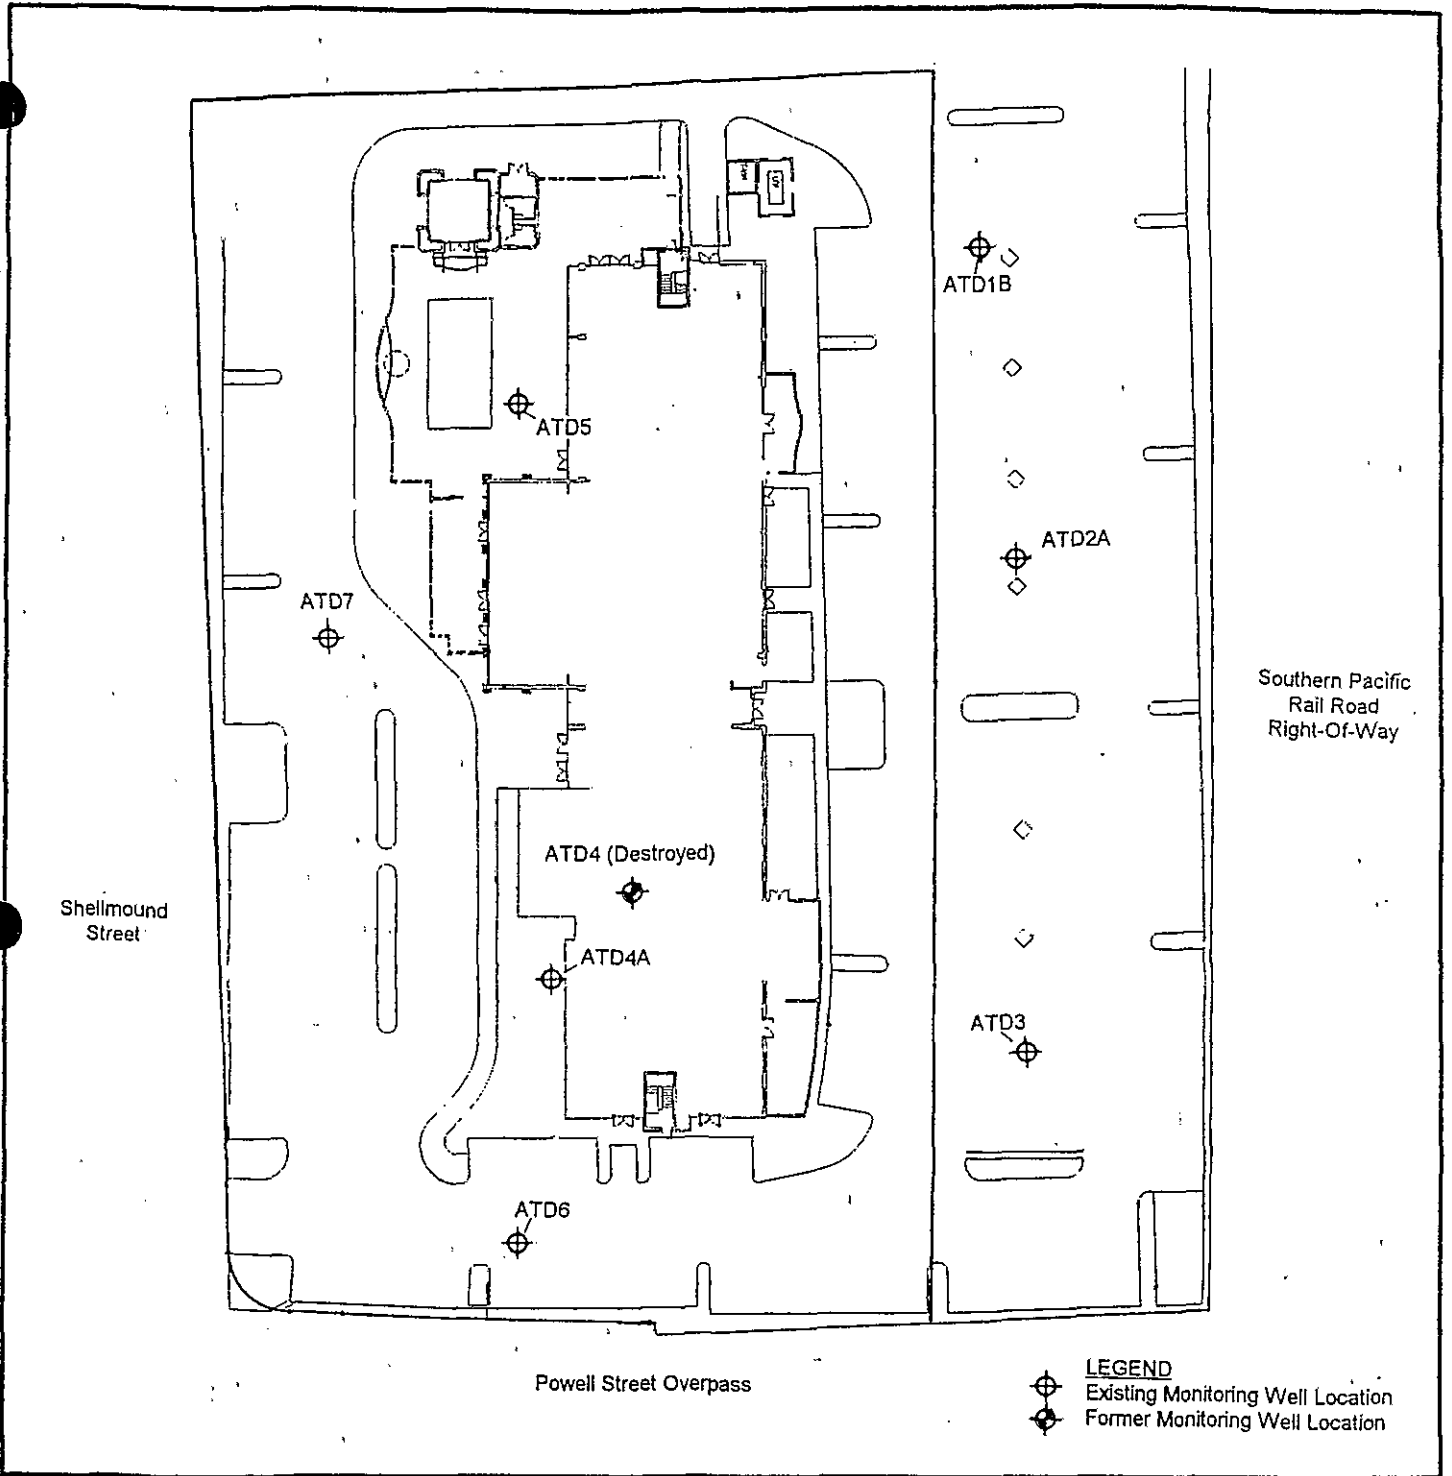 ATD1B
ATD5
ATD2A
ATD7
Southern Pacific
Rail Road
Right-Of-Way
ATD4 (Destroyed)
Shellmound
Street
ATD4A
ATD3
ATD6
Powell Street Overpass
LEGEND
Existing Monitoring Well Location
Former Monitoring Well Location